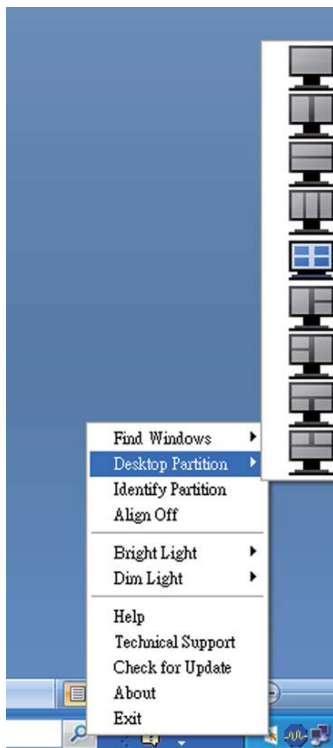 Find Windows
Desktop Partition
Identify Partition
Align Off
Bright Light
Dim Light
Help
Technical Support
Check for Update
About
Exit